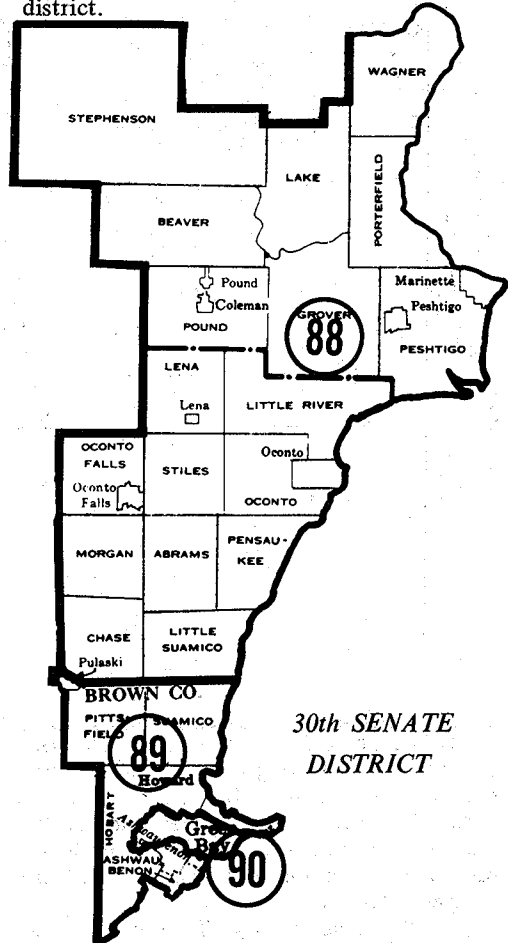 district.
WAGNER
STEPHENSON
LAKE
PORTERFIELD
BEAVER
Pound
Coleman
POUND
GROVER
88
Marinette
Peshtigo
PESHTIGO
LENA
Lena
LITTLE RIVER
OCONTO
FALLS
Oconto
Falls
STILES
Oconto
OCONTO
MORGAN
ABRAMS
PENSAU-
KEE
CHASE
LITTLE
SUAMICO
Pulaski
BROWN CO
PITTS-
FIELD
SUAMICO
89
30th SENATE
DISTRICT
Howard
HOBART
Ashwaubenon
Green
Bay
ASHWAU
BENON
90